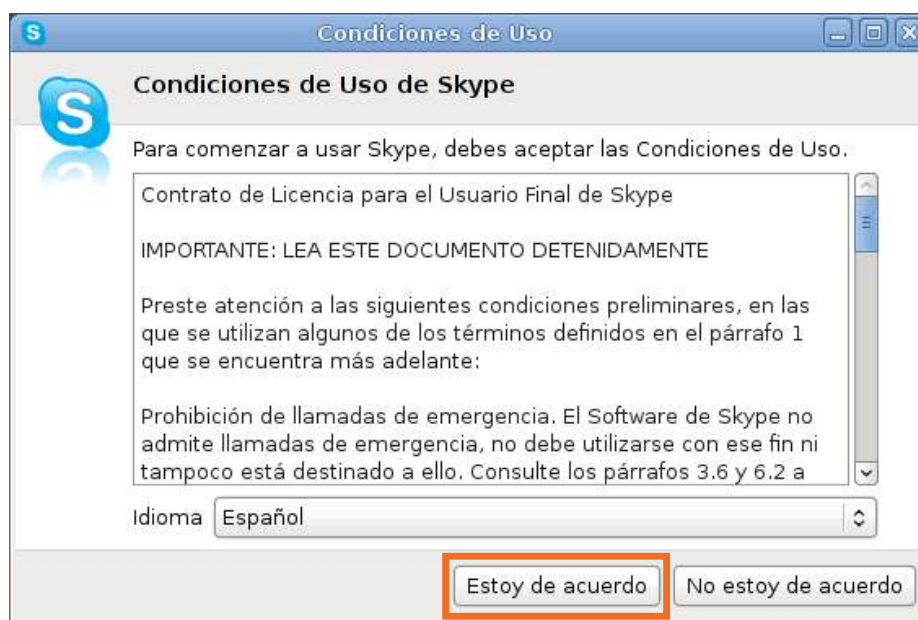 Condiciones de Uso
Condiciones de Uso de Skype
Para comenzar a usar Skype, debes aceptar las Condiciones de Uso.
Contrato de Licencia para el Usuario Final de Skype
IMPORTANTE: LEA ESTE DOCUMENTO DETENIDAMENTE
Preste atención a las siguientes condiciones preliminares, en las
que se utilizan algunos de los términos definidos en el párrafo 1
que se encuentra más adelante:
Prohibición de llamadas de emergencia. El Software de Skype no
admite llamadas de emergencia, no debe utilizarse con ese fin ni
tampoco está destinado a ello. Consulte los párrafos 3.6 y 6.2 a
Idioma Español
Estoy de acuerdo No estoy de acuerdo